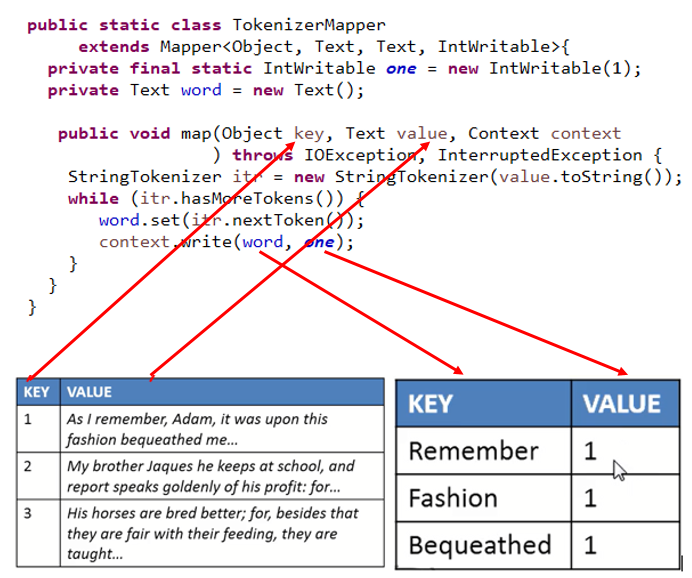 public static class TokenizerMapper
extends Mapper<Object, Text, Text, IntWritable>{
private final static IntWritable one = new IntWritable(1);
private Text word = new Text();
public void map(Object key, Text value, Context context
) throws IOException, InterruptedException {
StringTokenizer itr = new StringTokenizer(value.toString());
while (itr.hasMoreTokens()) {
word.set(itr.nextToken());
context.write(word, one);
}
}
}
KEY VALUE
1 As I remember, Adam, it was upon this
fashion bequeathed me...
2 My brother Jaques he keeps at school, and
report speaks goldenly of his profit: for...
3 His horses are bred better; for, besides that
they are fair with their feeding, they are
taught...
KEY VALUE
Remember 1
Fashion 1
Bequeathed 1